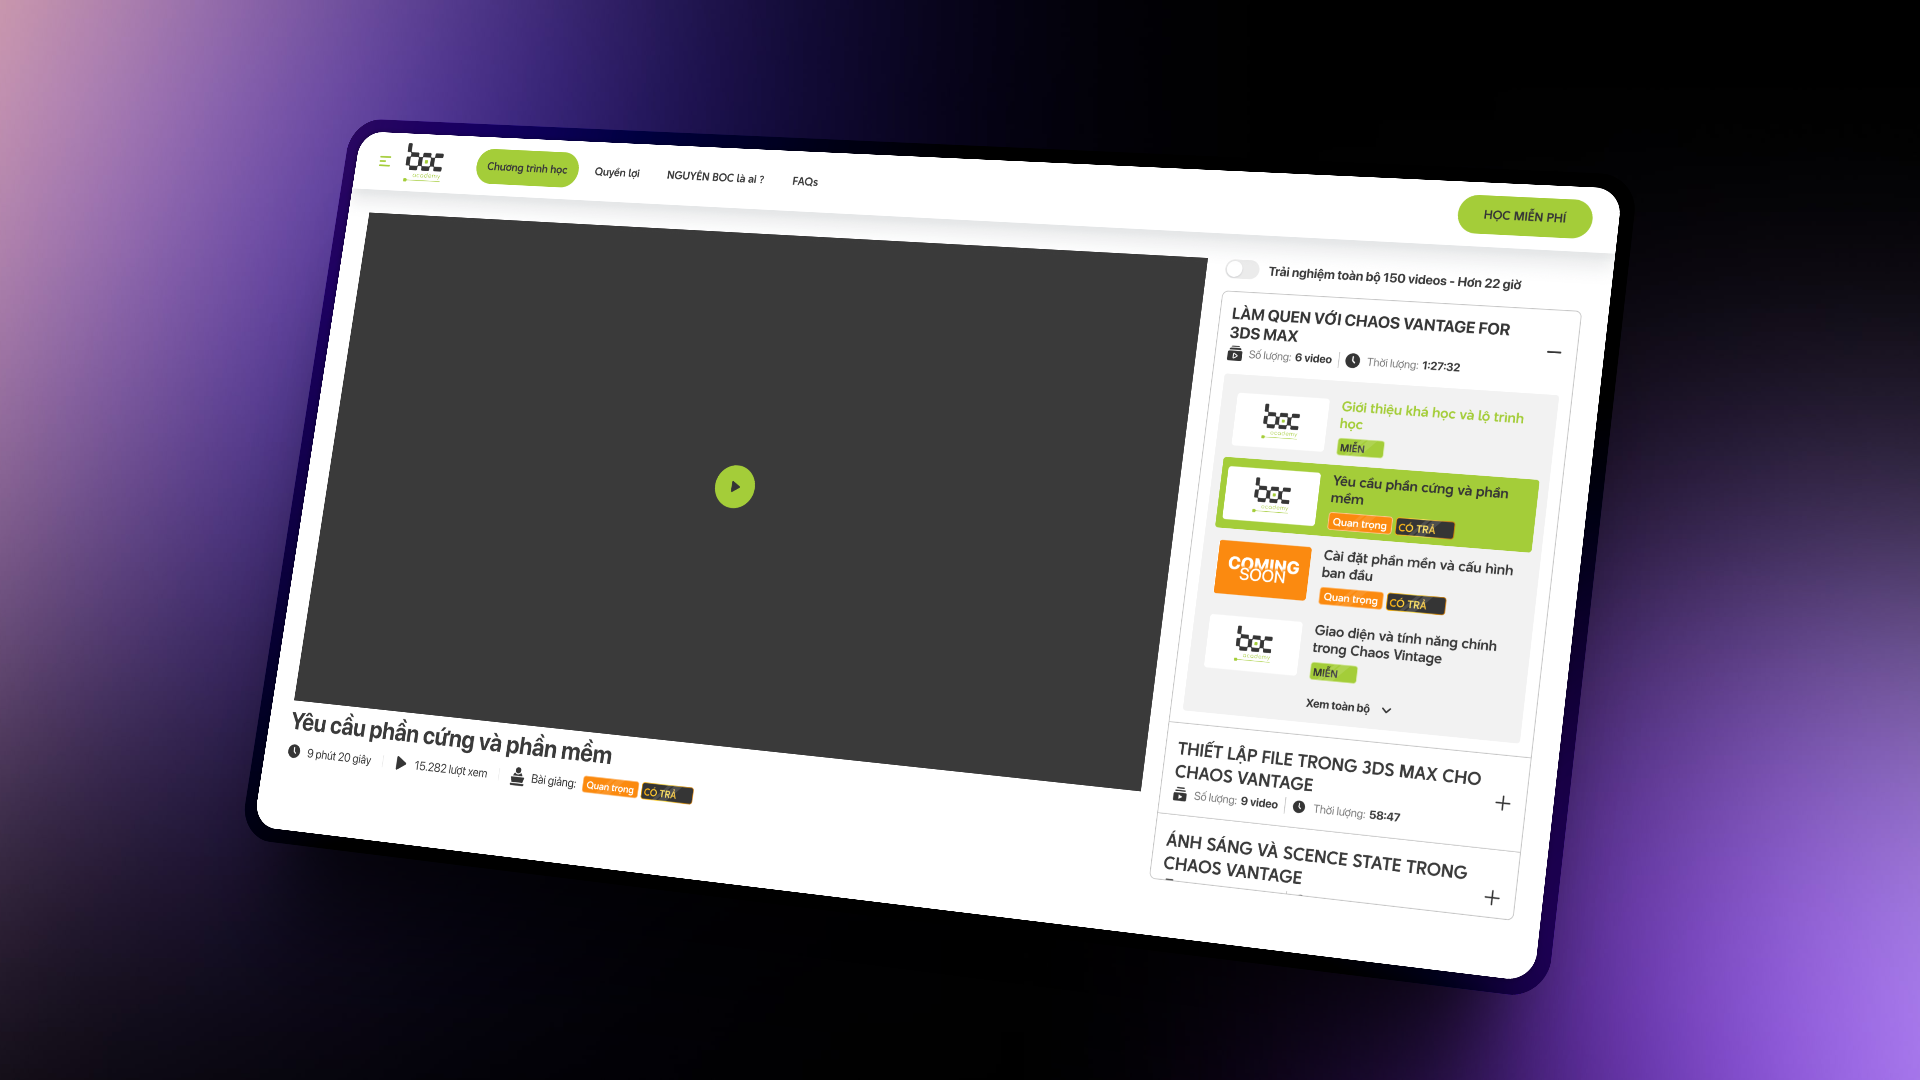 boc
academy
Chương trình học
Quyền lợi
NGUYÊN BOC là ai ?
FAQs
HỌC MIỄN PHÍ
Trải nghiệm toàn bộ 150 videos - Hơn 22 giờ
LÀM QUEN VỚI CHAOS VANTAGE FOR
3DS MAX
Số lượng: 6 video
Thời lượng: 1:27:32
boc
academy
Giới thiệu khá học và lộ trình
học
MIỄN
boc
academy
Yêu cầu phần cứng và phần
mềm
Quan trọng
CÓ TRẢ
COMING
SOON
Cài đặt phần mền và cấu hình
ban đầu
Quan trọng
CÓ TRẢ
boc
academy
Giao diện và tính năng chính
trong Chaos Vintage
MIỄN
Xem toàn bộ
THIẾT LẬP FILE TRONG 3DS MAX CHO
CHAOS VANTAGE
Số lượng: 9 video
Thời lượng: 58:47
ÁNH SÁNG VÀ SCENCE STATE TRONG
CHAOS VANTAGE
Yêu cầu phần cứng và phần mềm
9 phút 20 giây
15.282 lượt xem
Bài giảng:
Quan trọng
CÓ TRẢ